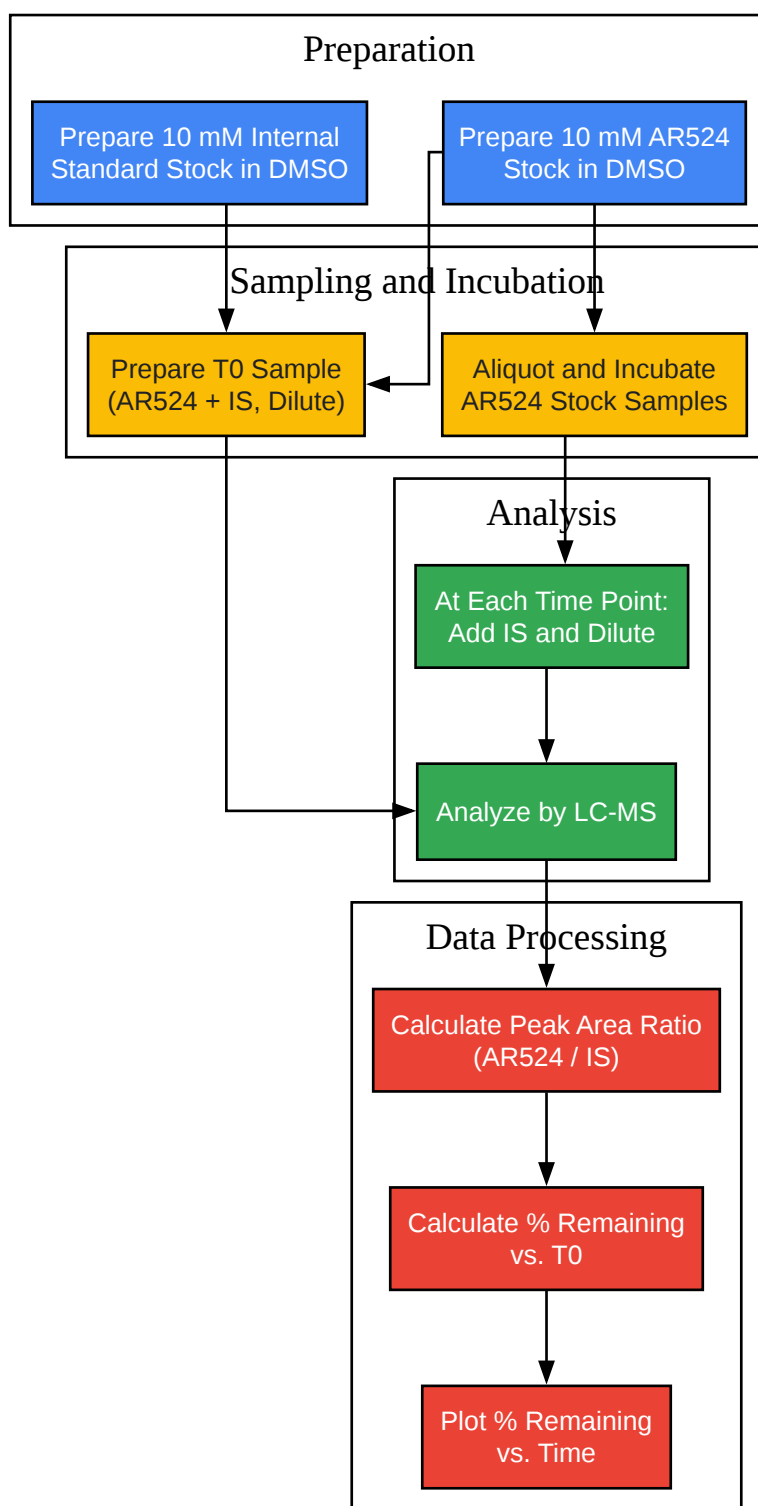 Preparation
Prepare 10 mM Internal
Standard Stock in DMSO
Prepare 10 mM AR524
Stock in DMSO
Sampling and Incubation
Prepare T0 Sample
(AR524 + IS, Dilute)
Aliquot and Incubate
AR524 Stock Samples
Analysis
At Each Time Point:
Add IS and Dilute
Analyze by LC-MS
Data Processing
Calculate Peak Area Ratio
(AR524 / IS)
Calculate % Remaining
vs. T0
Plot % Remaining
vs. Time